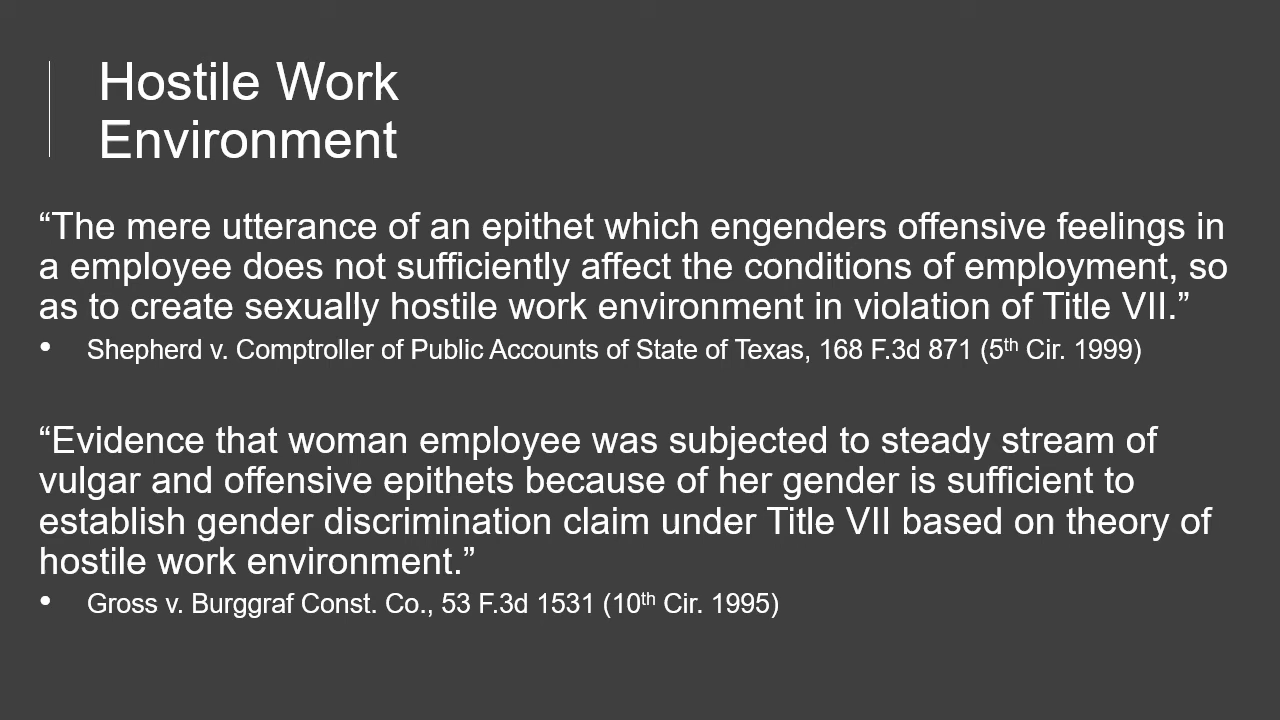 Hostile Work
Environment
“The mere utterance of an epithet which engenders offensive feelings in
a employee does not sufficiently affect the conditions of employment, so
as to create sexually hostile work environment in violation of Title VII.”
• Shepherd v. Comptroller of Public Accounts of State of Texas, 168 F.3d 871 (5th Cir. 1999)
“Evidence that woman employee was subjected to steady stream of
vulgar and offensive epithets because of her gender is sufficient to
establish gender discrimination claim under Title VII based on theory of
hostile work environment.”
• Gross v. Burggraf Const. Co., 53 F.3d 1531 (10th Cir. 1995)